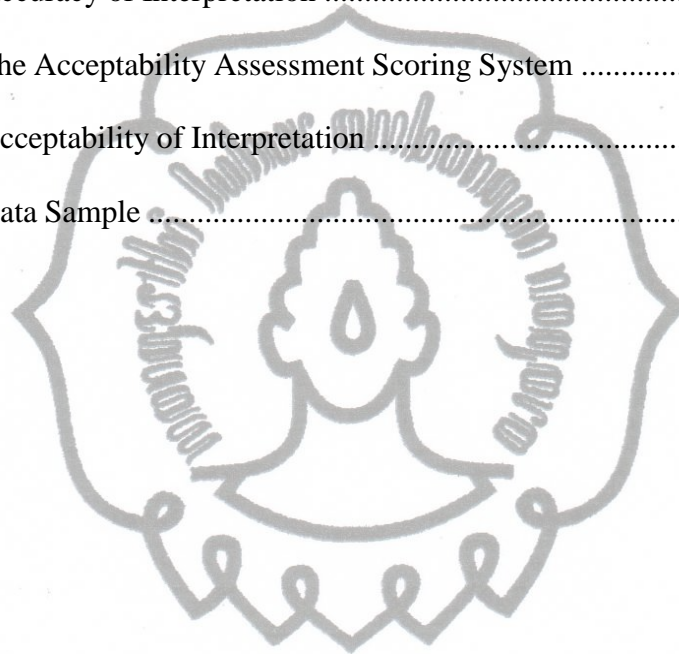 ccuracy of Interpretation .............................................
he Acceptability Assessment Scoring System .............
cceptability of Interpretation .......................................
ata Sample ...................................................................